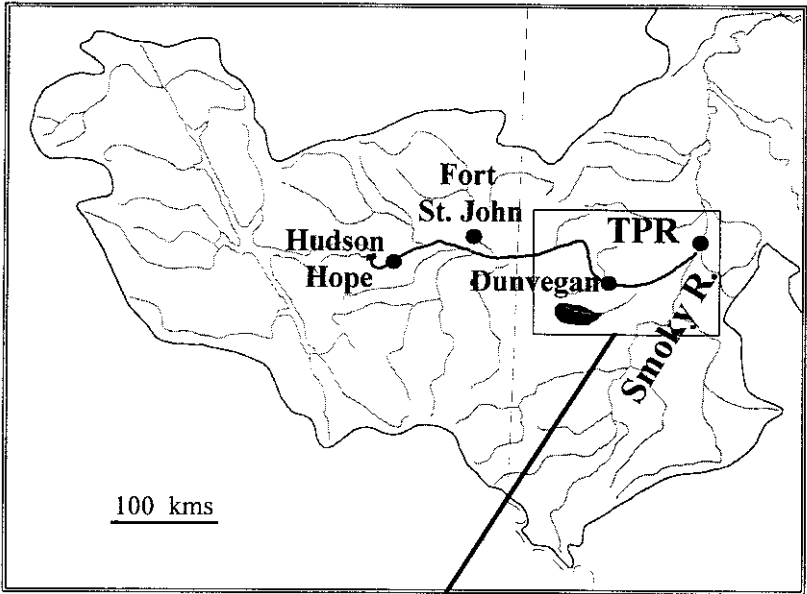 Fort
St. John
Hudson
Hope
TPR
Dunvegan
Smoky R.
100 kms